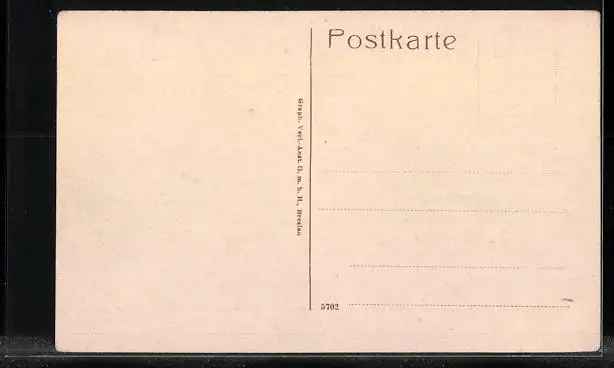 Postkarte
Graph. Verl.-Anst. G. m. b. H., Breslau
5702